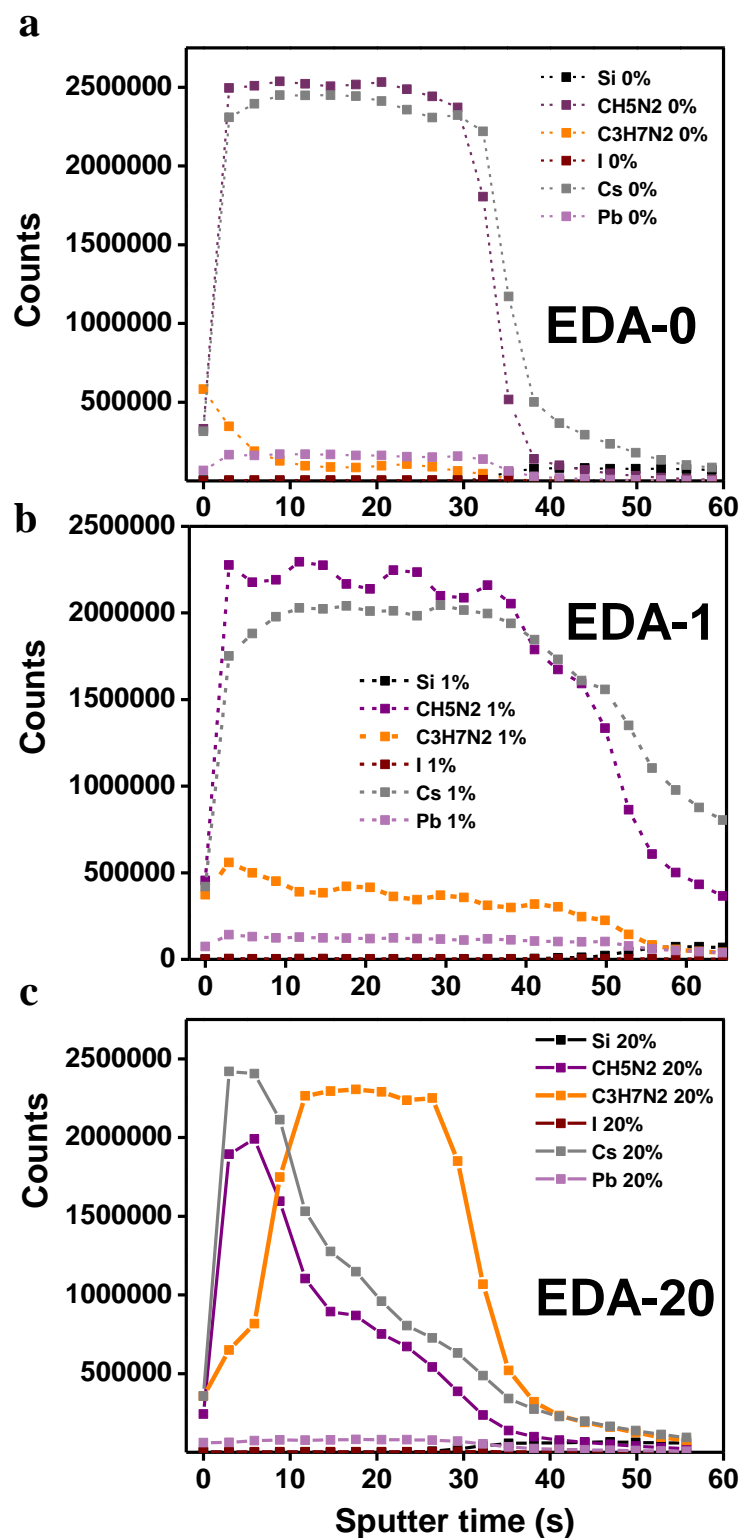 a
2500000
2000000
1500000
1000000
500000
Counts
Si 0%
CH5N2 0%
C3H7N2 0%
I 0%
Cs 0%
Pb 0%
EDA-0
0 10 20 30 40 50 60
b
2500000
2000000
1500000
1000000
500000
0
Counts
EDA-1
Si 1%
CH5N2 1%
C3H7N2 1%
I 1%
Cs 1%
Pb 1%
0 10 20 30 40 50 60
c
2500000
2000000
1500000
1000000
500000
Counts
Si 20%
CH5N2 20%
C3H7N2 20%
I 20%
Cs 20%
Pb 20%
EDA-20
0 10 20 30 40 50 60
Sputter time (s)